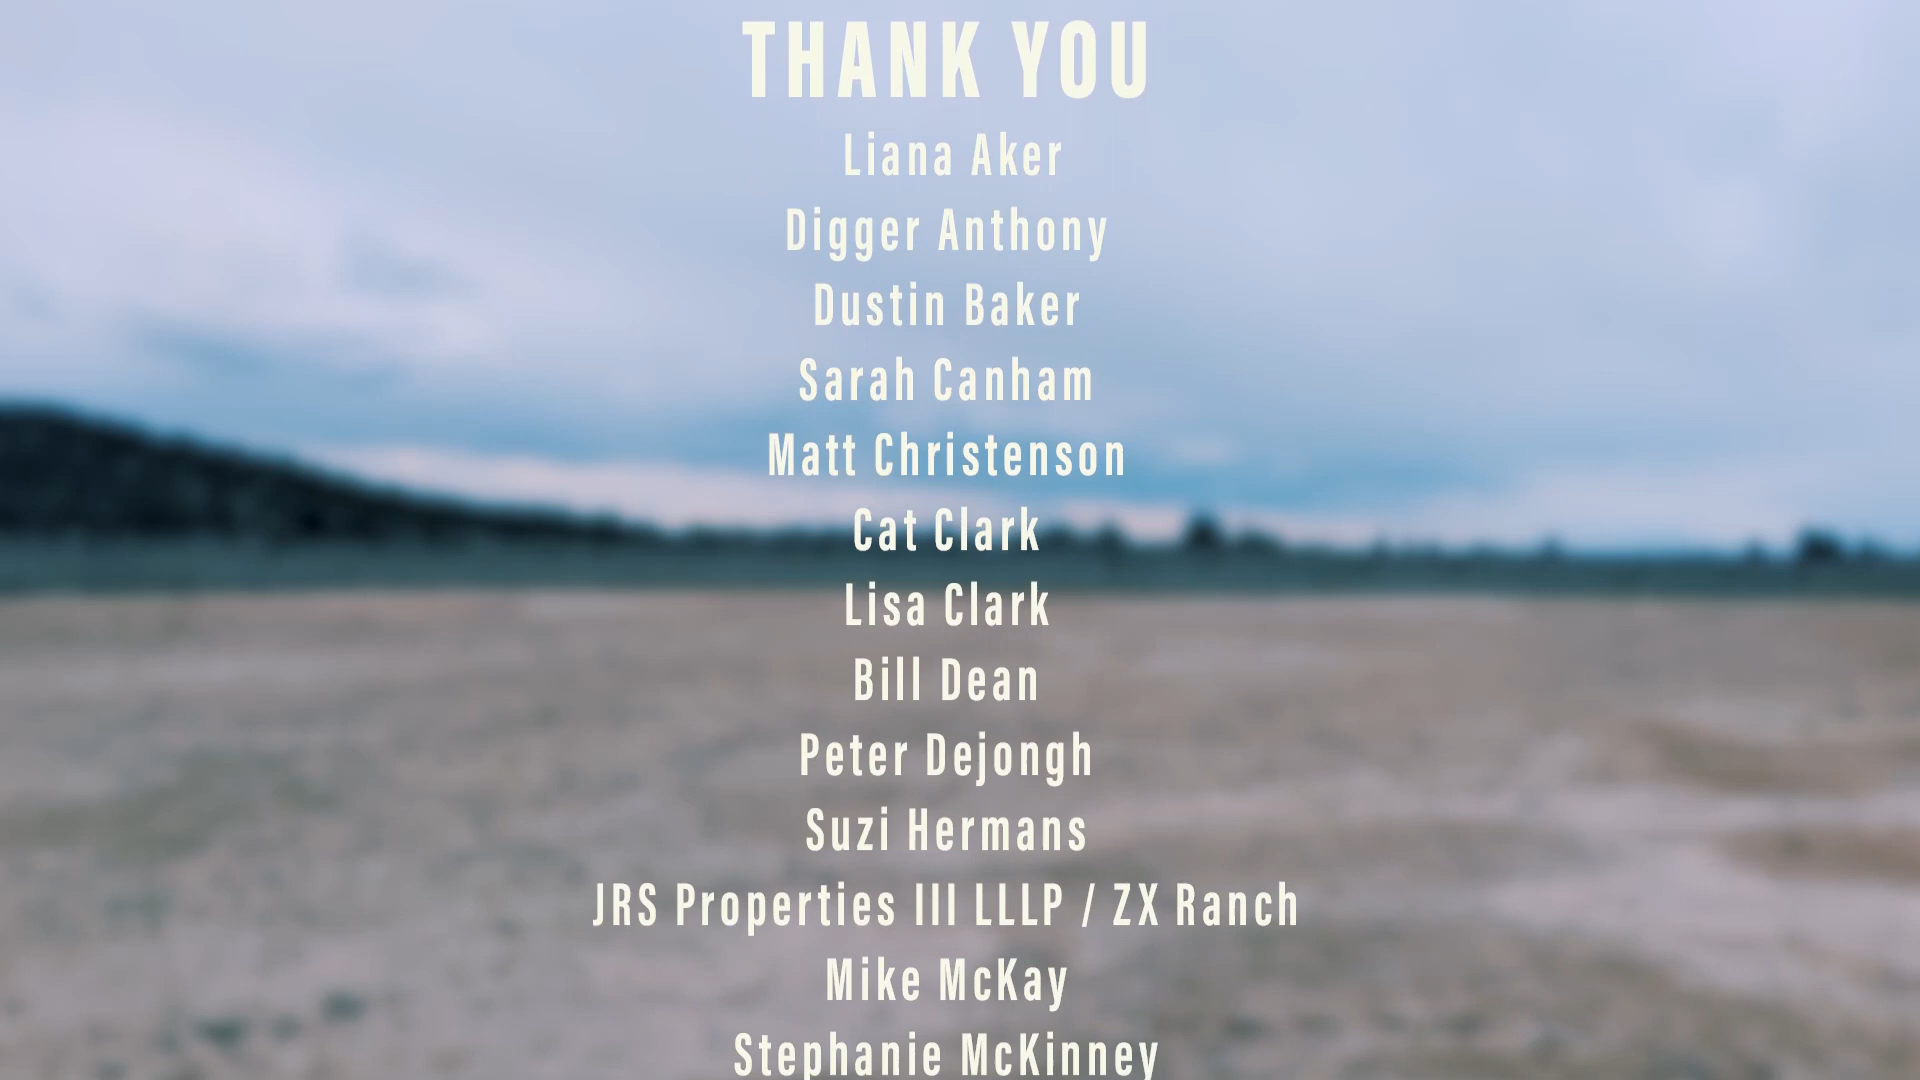 THANK YOU
Liana Aker
Digger Anthony
Dustin Baker
Sarah Canham
Matt Christenson
Cat Clark
Lisa Clark
Bill Dean
Peter Dejongh
Suzi Hermans
JRS Properties III LLLP / ZX Ranch
Mike McKay
Stephanie McKinney